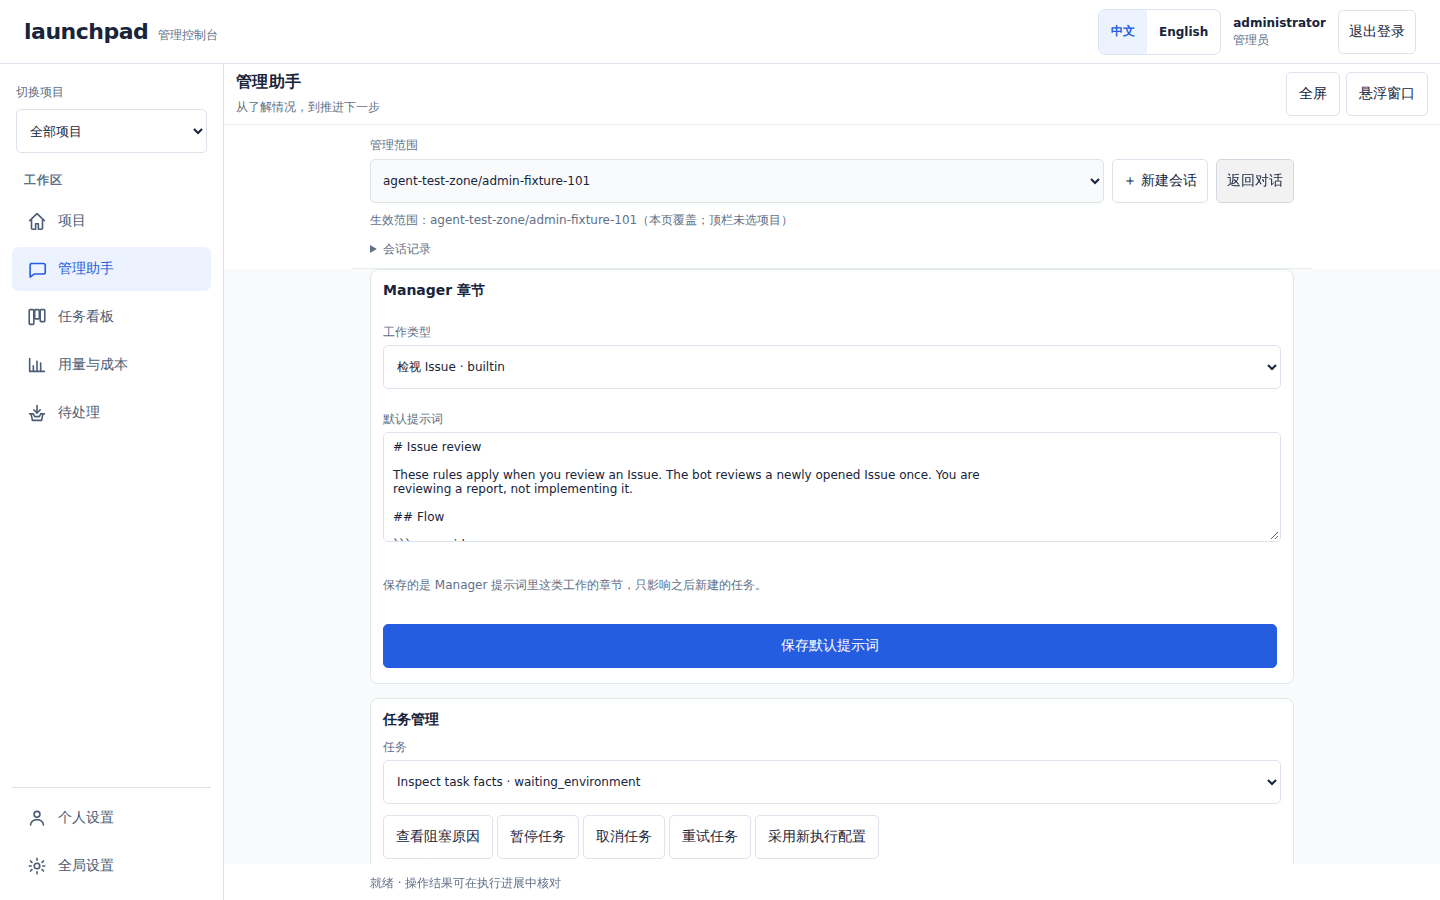 launchpad 管理控制台
中文 English
administrator
管理员
退出登录
切换项目
全部项目
工作区
项目
管理助手
任务看板
用量与成本
待处理
个人设置
全局设置
管理助手
从了解情况，到推进下一步
全屏
悬浮窗口
管理范围
agent-test-zone/admin-fixture-101
+ 新建会话
返回对话
生效范围：agent-test-zone/admin-fixture-101（本页覆盖；顶栏未选项目）
会话记录
Manager 章节
工作类型
检视 Issue · builtin
默认提示词
# Issue review
These rules apply when you review an Issue. The bot reviews a newly opened Issue once. You are
reviewing a report, not implementing it.
## Flow
保存的是 Manager 提示词里这类工作的章节，只影响之后新建的任务。
保存默认提示词
任务管理
任务
Inspect task facts · waiting_environment
查看阻塞原因
暂停任务
取消任务
重试任务
采用新执行配置
就绪 · 操作结果可在执行进展中核对